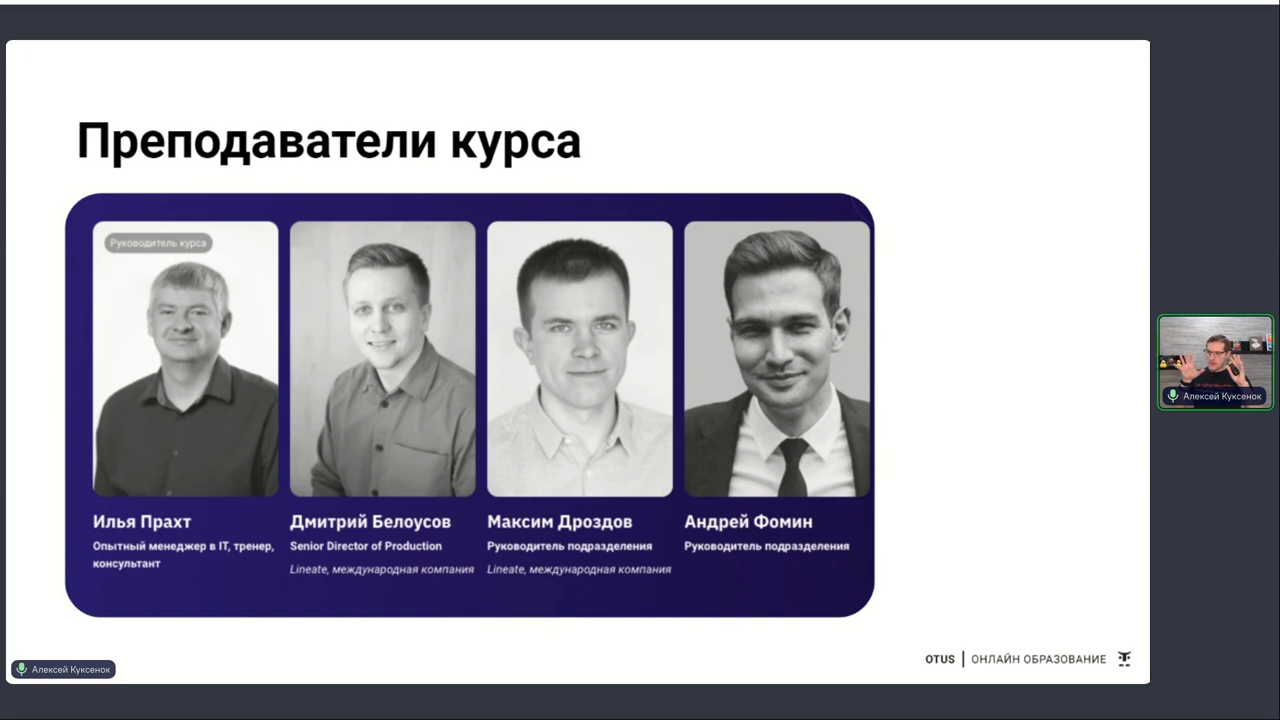 Преподаватели курса
Руководитель курса
Илья Прахт
Опытный менеджер в IT, тренер,
консультант
Дмитрий Белоусов
Senior Director of Production
Lineate, международная компания
Максим Дроздов
Руководитель подразделения
Lineate, международная компания
Андрей Фомин
Руководитель подразделения
Алексей Куксенок
OTUS | ОНЛАЙН ОБРАЗОВАНИЕ
Алексей Куксенок